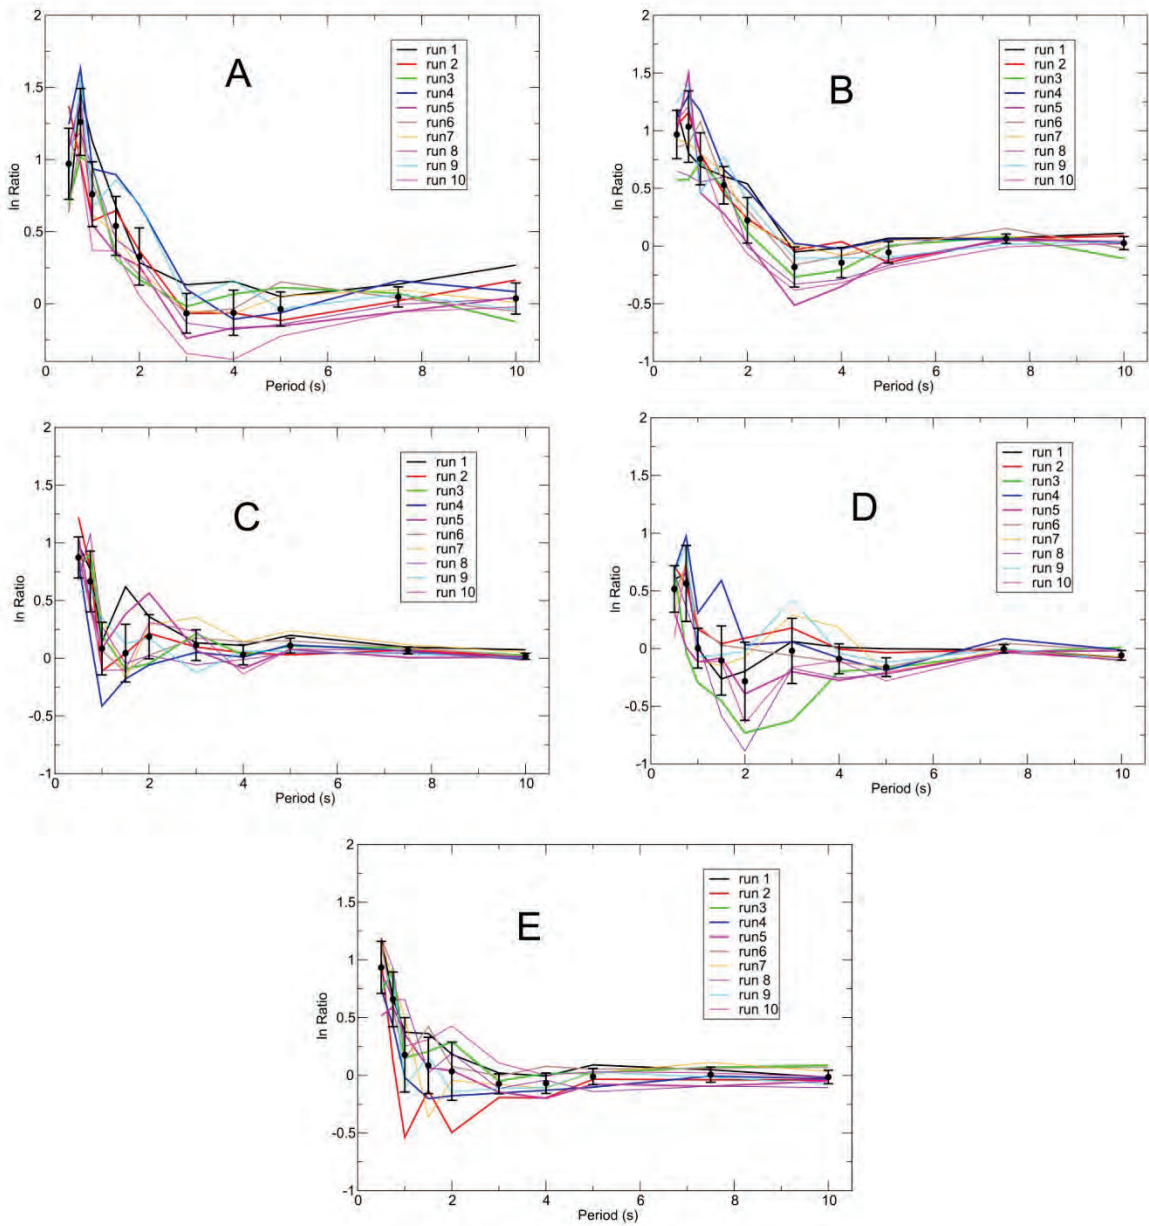 2
1.5
1
0.5
0
ln Ratio
A
run 1
run 2
run3
run4
run5
run6
run7
run 8
run 9
run 10
0 2 4 6 8 10
Period (s)
2
1.5
1
0.5
0
-0.5
-1
ln Ratio
B
run 1
run 2
run3
run4
run5
run6
run7
run 8
run 9
run 10
0 2 4 6 8 10
Period (s)
2
1.5
1
0.5
0
-0.5
-1
ln Ratio
C
run 1
run 2
run3
run4
run5
run6
run7
run 8
run 9
run 10
0 2 4 6 8 10
Period (s)
2
1.5
1
0.5
0
-0.5
-1
ln Ratio
D
run 1
run 2
run3
run4
run5
run6
run7
run 8
run 9
run 10
0 2 4 6 8 10
Period (s)
2
1.5
1
0.5
0
-0.5
-1
ln Ratio
E
run 1
run 2
run3
run4
run5
run6
run7
run 8
run 9
run 10
0 2 4 6 8 10
Period (s)